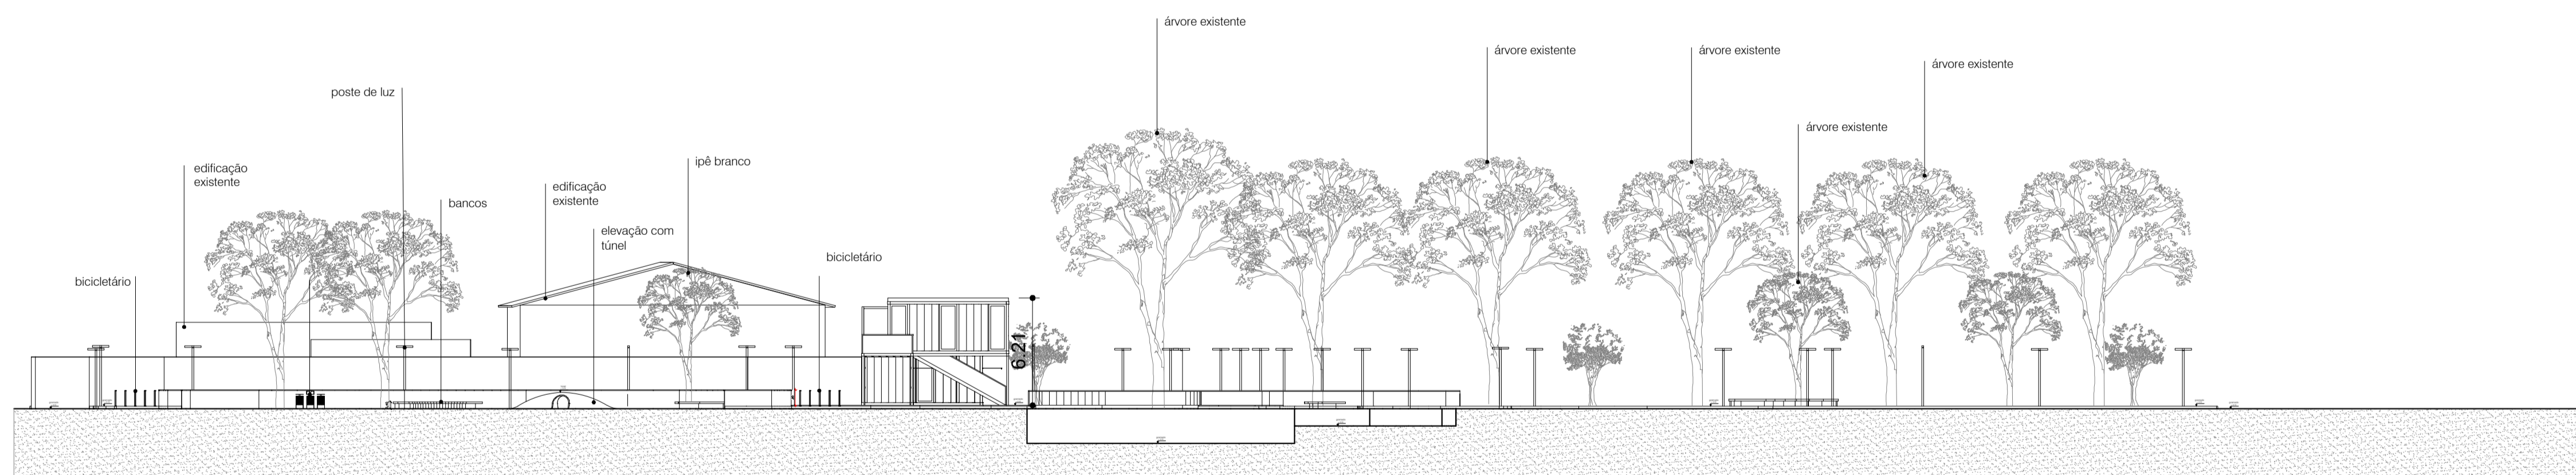 árvore existente
árvore existente
árvore existente
árvore existente
poste de luz
árvore existente
ipê branco
edificação
existente
edificação
existente
bancos
elevação com
túnel
bicicletário
bicicletário
6.21